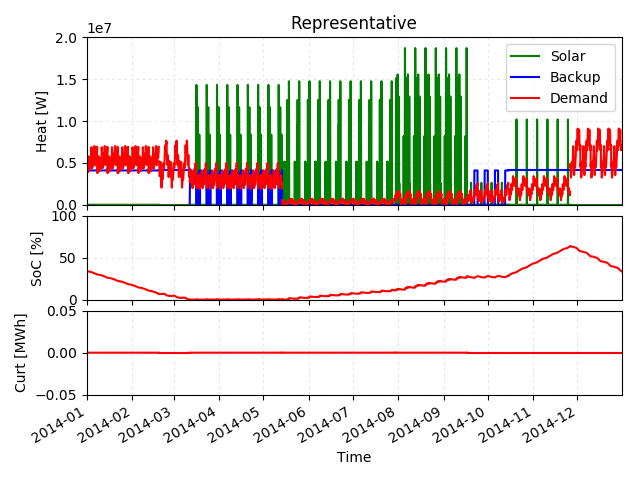 Representative
1e7
2.0
1.5
1.0
0.5
0.0
Heat [W]
Solar
Backup
Demand
100
50
0
SoC [%]
0.05
0.00
−0.05
Curt [MWh]
2014-01
2014-02
2014-03
2014-04
2014-05
2014-06
2014-07
2014-08
2014-09
2014-10
2014-11
2014-12
Time